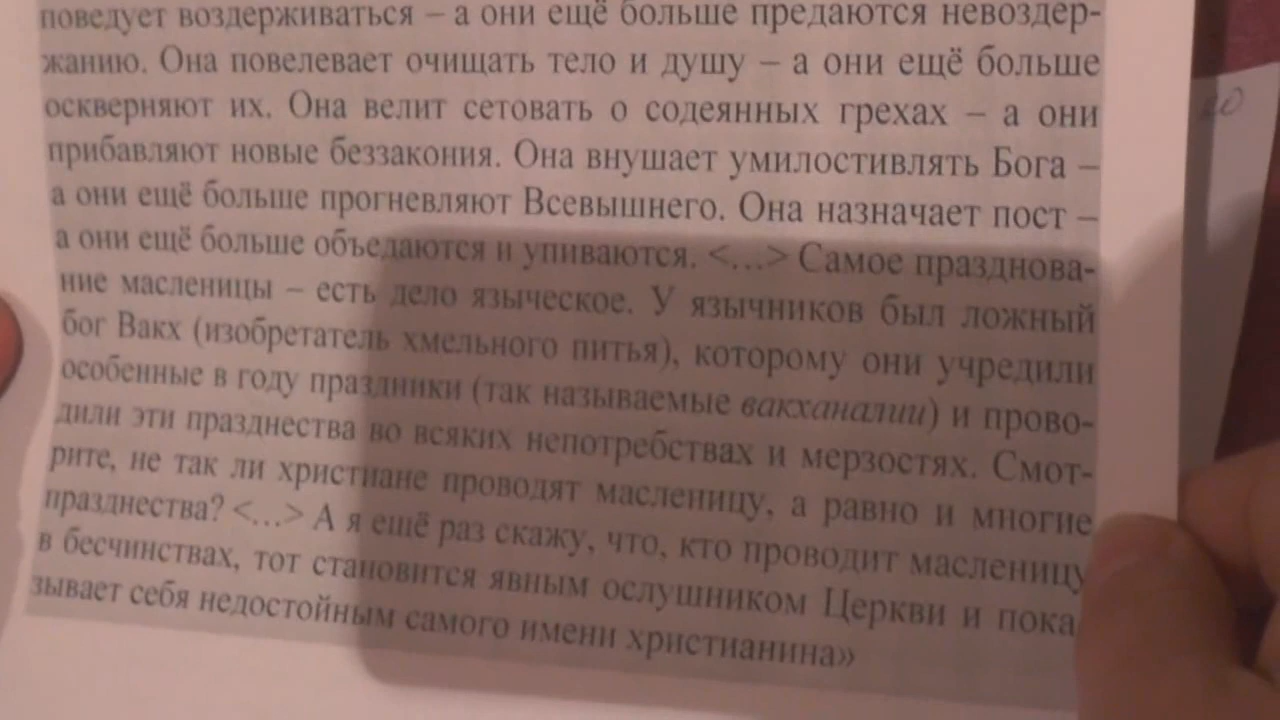 поведует воздерживаться – а они ещё больше предаются невоздер-
жанию. Она повелевает очищать тело и душу – а они ещё больше
оскверняют их. Она велит сетовать о содеянных грехах – а они
прибавляют новые беззакония. Она внушает умилостивлять Бога –
а они ещё больше прогневляют Всевышнего. Она назначает пост –
а они ещё больше объедаются и упиваются. <...> Самое празднова-
ние масленицы – есть дело языческое. У язычников был ложный
бог Вакх (изобретатель хмельного питья), которому они учредили
особенные в году праздники (так называемые вакханалии) и прово-
дили эти празднества во всяких непотребствах и мерзостях. Смот-
рите, не так ли христиане проводят масленицу, а равно и многие
празднества? <...> А я ещё раз скажу, что, кто проводит масленицу
в бесчинствах, тот становится явным ослушником Церкви и пока
зывает себя недостойным самого имени христианина»
20